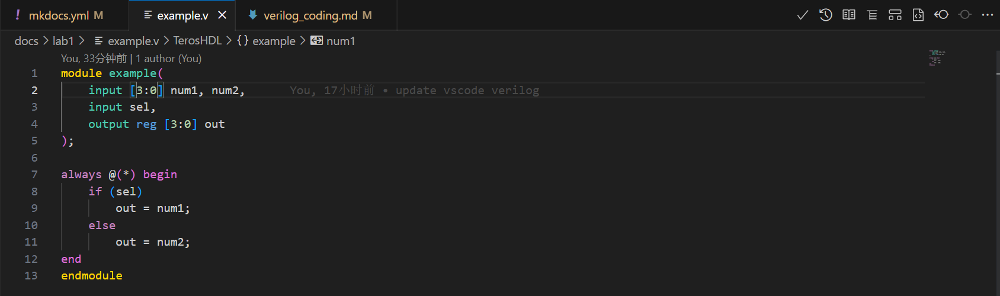 ! mkdocs.yml M example.v × verilog_coding.md M
docs > lab1 > example.v > TerosHDL > {} example > num1
You, 33分钟前 | 1 author (You)
1 module example(
2 input [3:0] num1, num2, You, 17小时前 • update vscode verilog
3 input sel,
4 output reg [3:0] out
5 );
6
7 always @(*) begin
8 if (sel)
9 out = num1;
10 else
11 out = num2;
12 end
13 endmodule